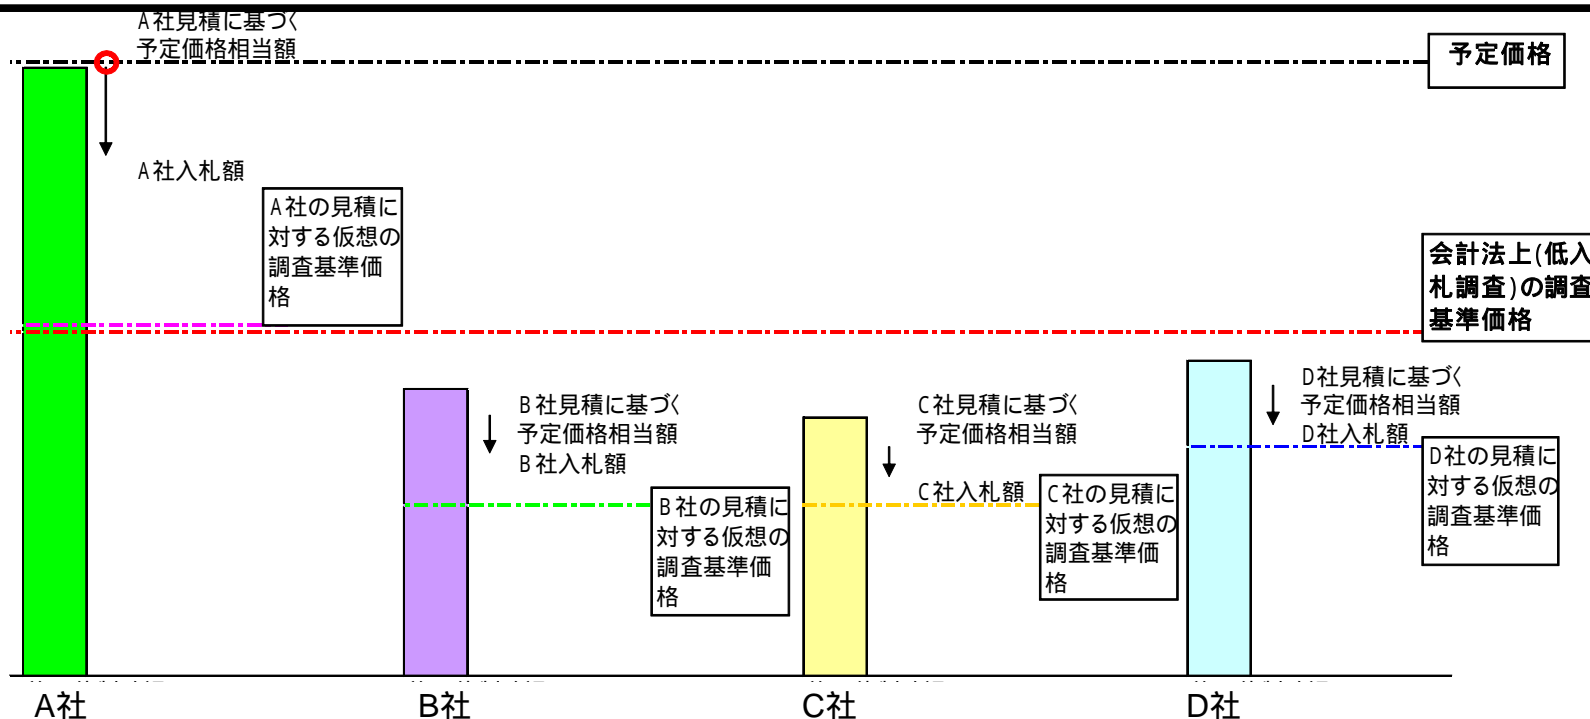 A社見積に基づく
予定価格相当額
予定価格
A社入札額
A社の見積に
対する仮想の
調査基準価
格
会計法上(低入
札調査)の調査
基準価格
B社見積に基づく
予定価格相当額
B社入札額
B社の見積に
対する仮想の
調査基準価
格
C社見積に基づく
予定価格相当額
C社入札額
C社の見積に
対する仮想の
調査基準価
格
D社見積に基づく
予定価格相当額
D社入札額
D社の見積に
対する仮想の
調査基準価
格
A社
B社
C社
D社